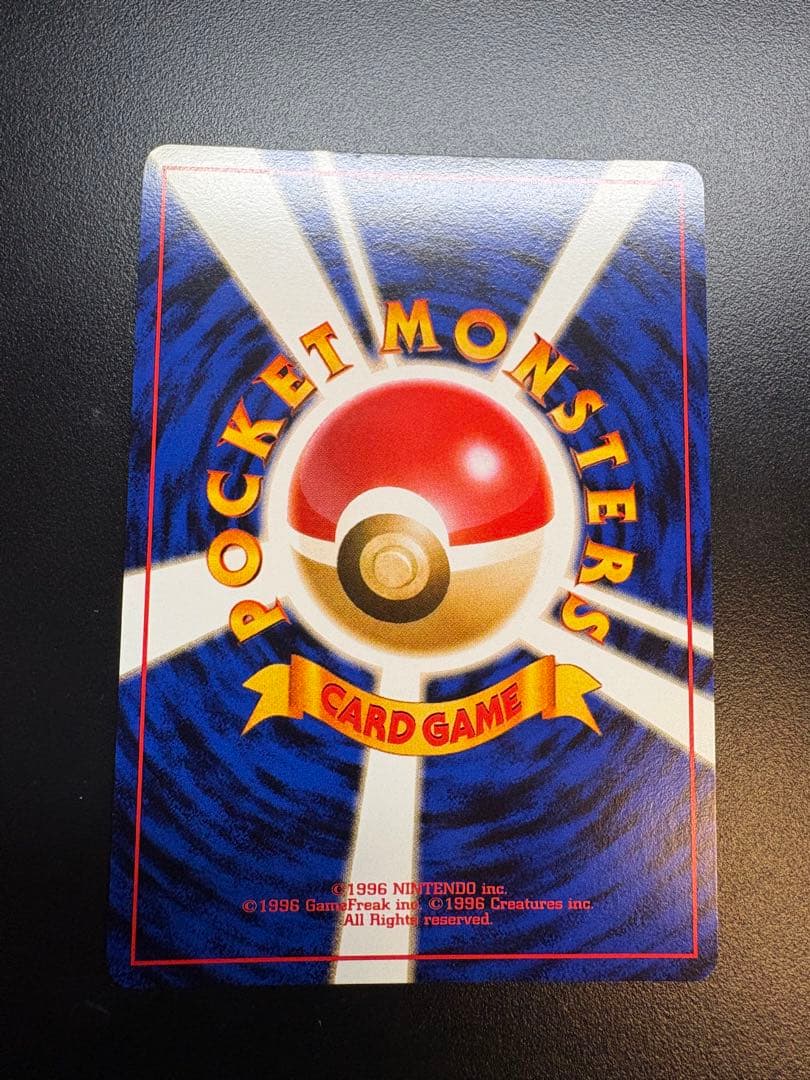 POCKET MONSTERS
CARD GAME
©1996 NINTENDO inc.
©1996 GameFreak inc. ©1996 Creatures inc.
All Rights reserved.